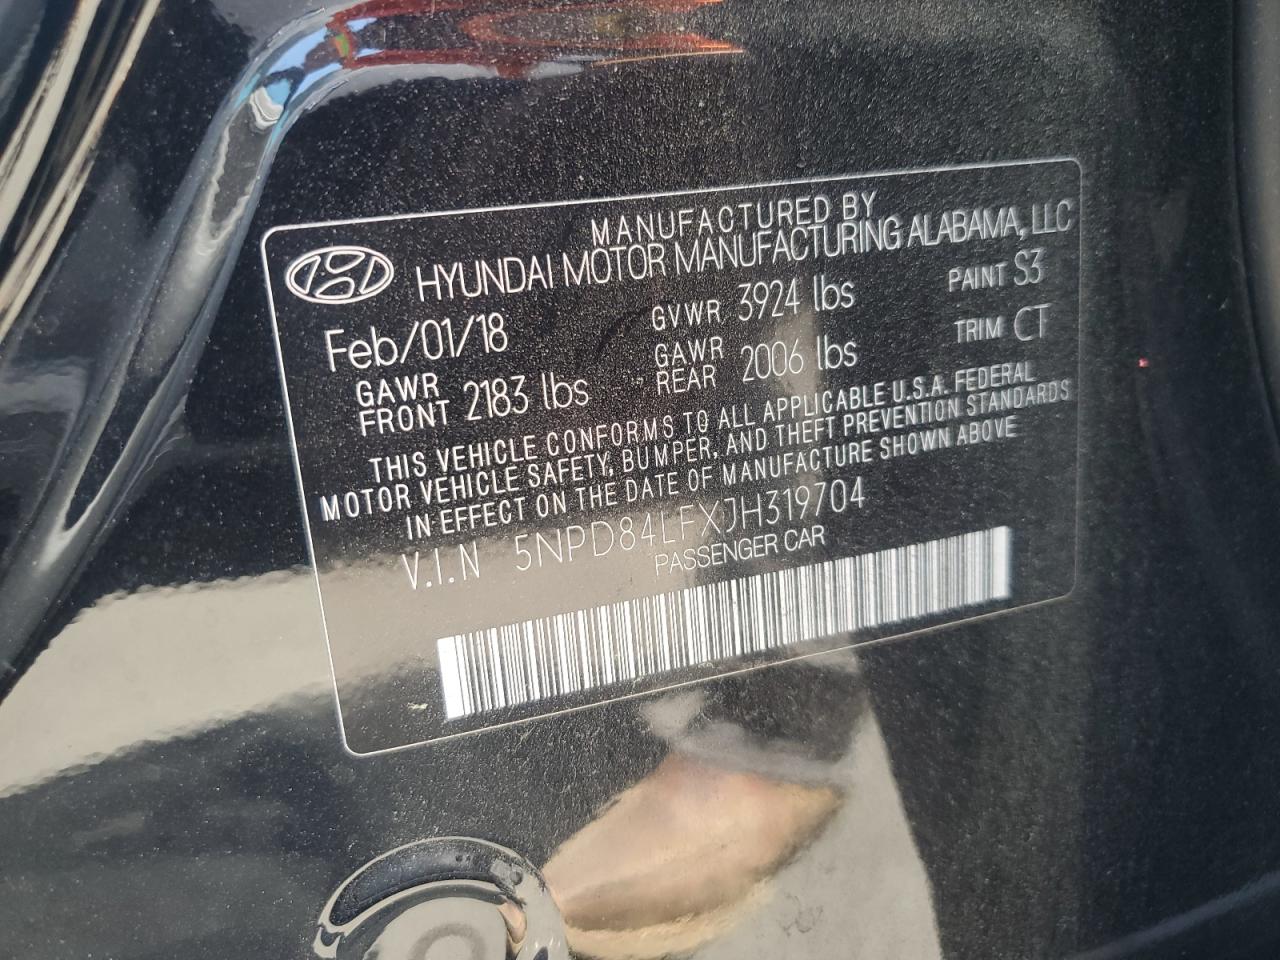 MANUFACTURED BY
HYUNDAI MOTOR MANUFACTURING ALABAMA, LLC
Feb/01/18 GVWR 3924 lbs PAINT S3
GAWR FRONT 2183 lbs GAWR REAR 2006 lbs TRIM CT
THIS VEHICLE CONFORMS TO ALL APPLICABLE U.S.A. FEDERAL
MOTOR VEHICLE SAFETY, BUMPER, AND THEFT PREVENTION STANDARDS
IN EFFECT ON THE DATE OF MANUFACTURE SHOWN ABOVE
V.I.N 5NPD84LFXJH319704
PASSENGER CAR